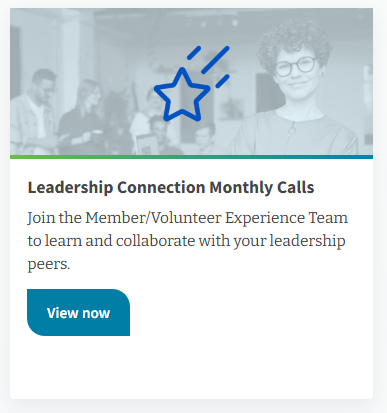 Leadership Connection Monthly Calls
Join the Member/Volunteer Experience Team
to learn and collaborate with your leadership
peers.
View now